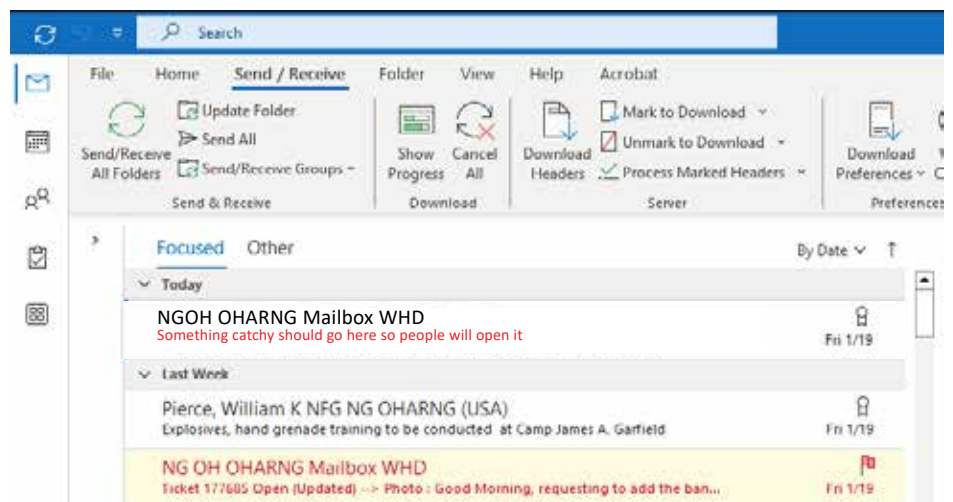 Search
File Home Send / Receive Folder View Help Acrobat
Send/Receive All Folders
Update Folder
Send All
Send/Receive Groups
Show Progress
Cancel All
Download Headers
Mark to Download
Unmark to Download
Process Marked Headers
Download Preferences
Send & Receive Download Server Preferences
Focused Other By Date
Today
NGOH OHARNG Mailbox WHD
Something catchy should go here so people will open it Fri 1/19
Last Week
Pierce, William K NFG NG OHARNG (USA)
Explosives, hand grenade training to be conducted at Camp James A. Garfield Fri 1/19
NG OH OHARNG Mailbox WHD
Ticket 177685 Open (Updated) --> Photo : Good Morning, requesting to add the ban... Fri 1/19